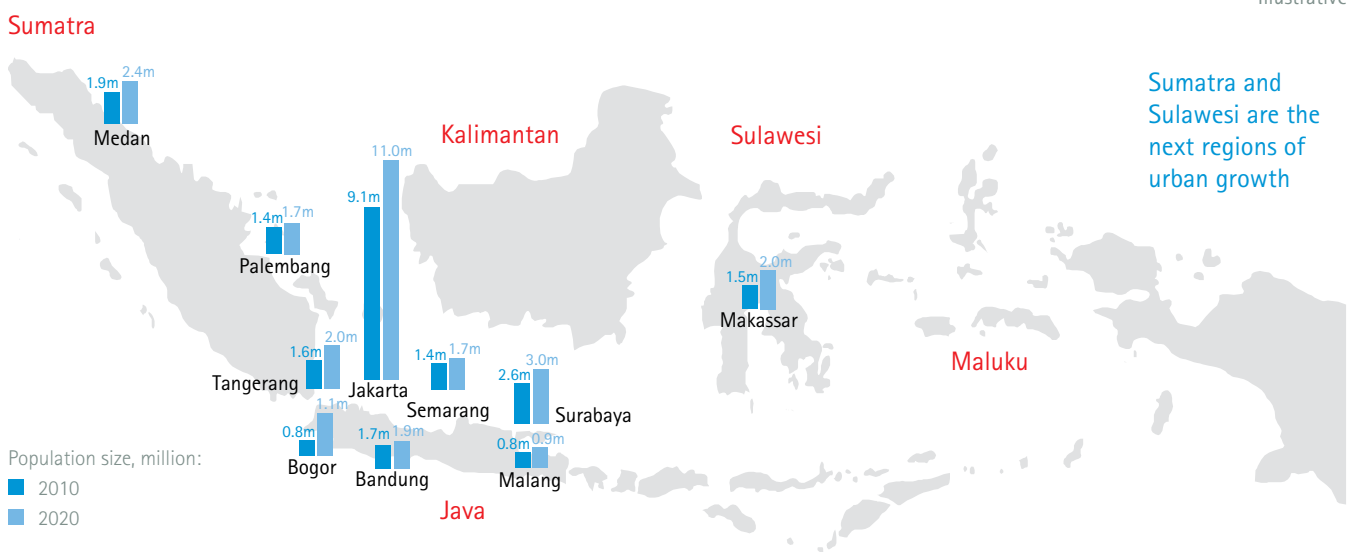 Illustrative
Sumatra
1.9m
2.4m
Medan
Kalimantan
Sulawesi
Sumatra and
Sulawesi are the
next regions of
urban growth
11.0m
9.1m
1.4m
1.7m
Palembang
1.5m
2.0m
Makassar
1.6m
2.0m
Tangerang
Jakarta
1.4m
1.7m
Semarang
2.6m
3.0m
Surabaya
Maluku
0.8m
1.1m
Bogor
1.7m
1.9m
Bandung
0.8m
0.9m
Malang
Java
Population size, million:
2010
2020